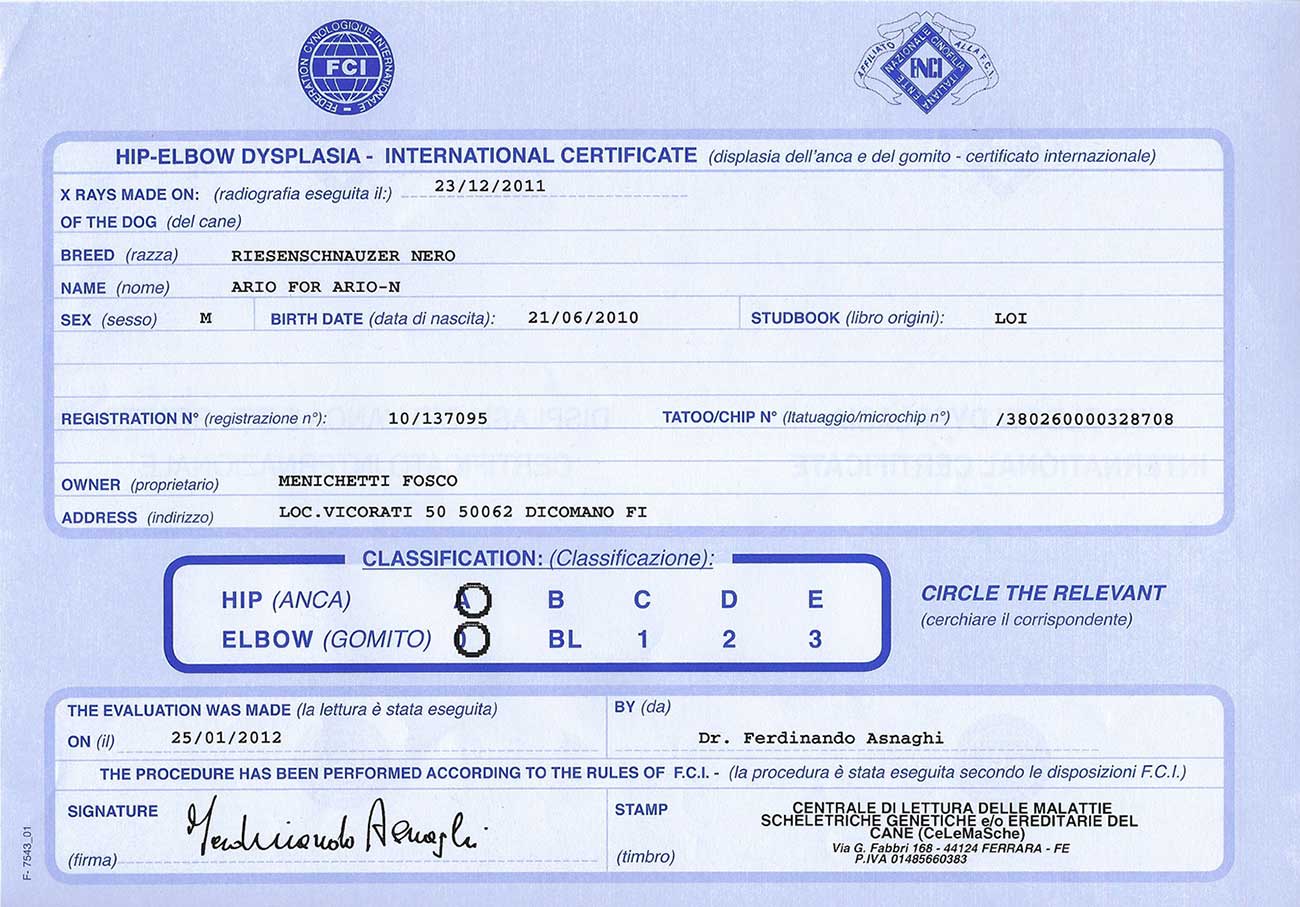 FEDERATION CYNOLOGIQUE INTERNATIONALE
FCI
AFFILIATO ALLA F.C.I.
ENTE NAZIONALE CINOFILIA ITALIANA
ENCI
HIP-ELBOW DYSPLASIA - INTERNATIONAL CERTIFICATE (displasia dell'anca e del gomito - certificato internazionale)
X RAYS MADE ON: (radiografia eseguita il:) 23/12/2011
OF THE DOG (del cane)
BREED (razza) RIESENSCHNAUZER NERO
NAME (nome) ARIO FOR ARIO-N
SEX (sesso) M BIRTH DATE (data di nascita): 21/06/2010 STUDBOOK (libro origini): LOI
REGISTRATION N° (registrazione n°): 10/137095 TATOO/CHIP N° (ltatuaggio/microchip n°) /380260000328708
OWNER (proprietario) MENICHETTI FOSCO
ADDRESS (indirizzo) LOC.VICORATI 50 50062 DICOMANO FI
CLASSIFICATION: (Classificazione):
HIP (ANCA) A B C D E
ELBOW (GOMITO) 0 BL 1 2 3
CIRCLE THE RELEVANT
(cerchiare il corrispondente)
THE EVALUATION WAS MADE (la lettura è stata eseguita) BY (da)
ON (il) 25/01/2012 Dr. Ferdinando Asnaghi
THE PROCEDURE HAS BEEN PERFORMED ACCORDING TO THE RULES OF F.C.I. - (la procedura è stata eseguita secondo le disposizioni F.C.I.)
SIGNATURE Ferdinando Asnaghi
(firma)
STAMP
(timbro)
CENTRALE DI LETTURA DELLE MALATTIE
SCHELETRICHE GENETICHE e/o EREDITARIE DEL
CANE (CeLeMaSche)
Via G. Fabbri 168 - 44124 FERRARA - FE
P.IVA 01485660383
F- 7543_01